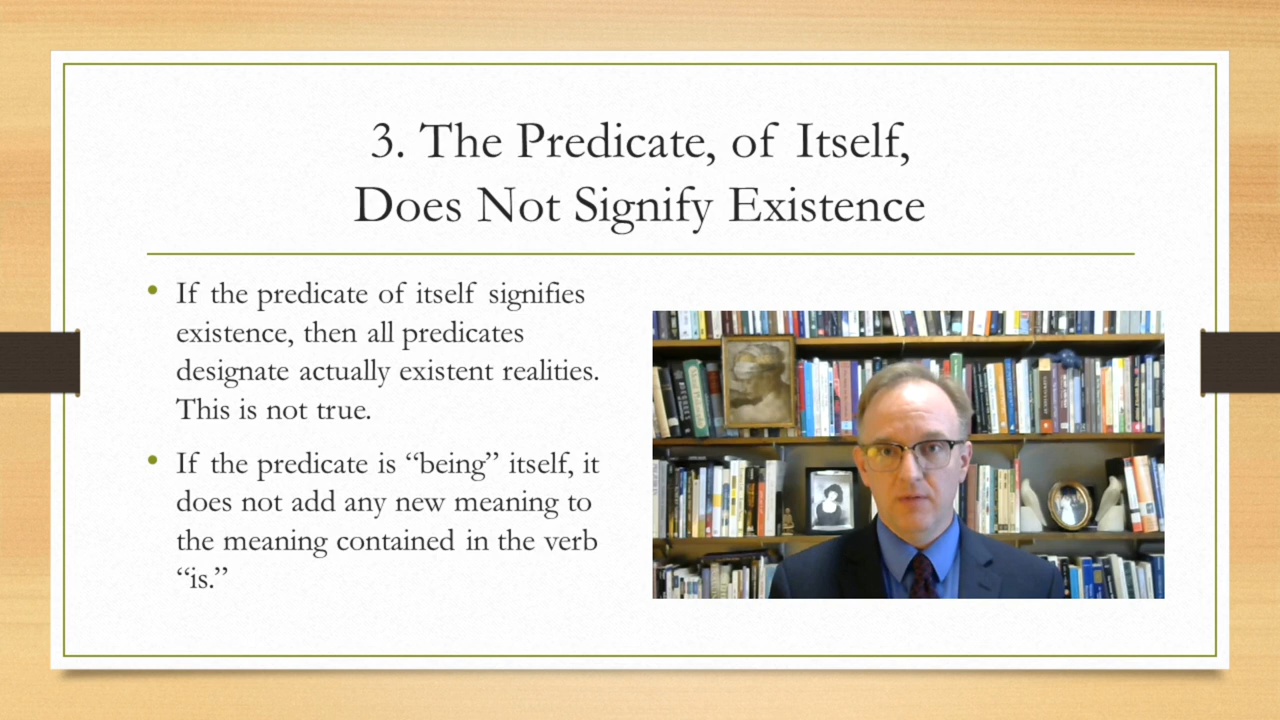 3. The Predicate, of Itself,
Does Not Signify Existence
• If the predicate of itself signifies
existence, then all predicates
designate actually existent realities.
This is not true.
• If the predicate is “being” itself, it
does not add any new meaning to
the meaning contained in the verb
“is.”